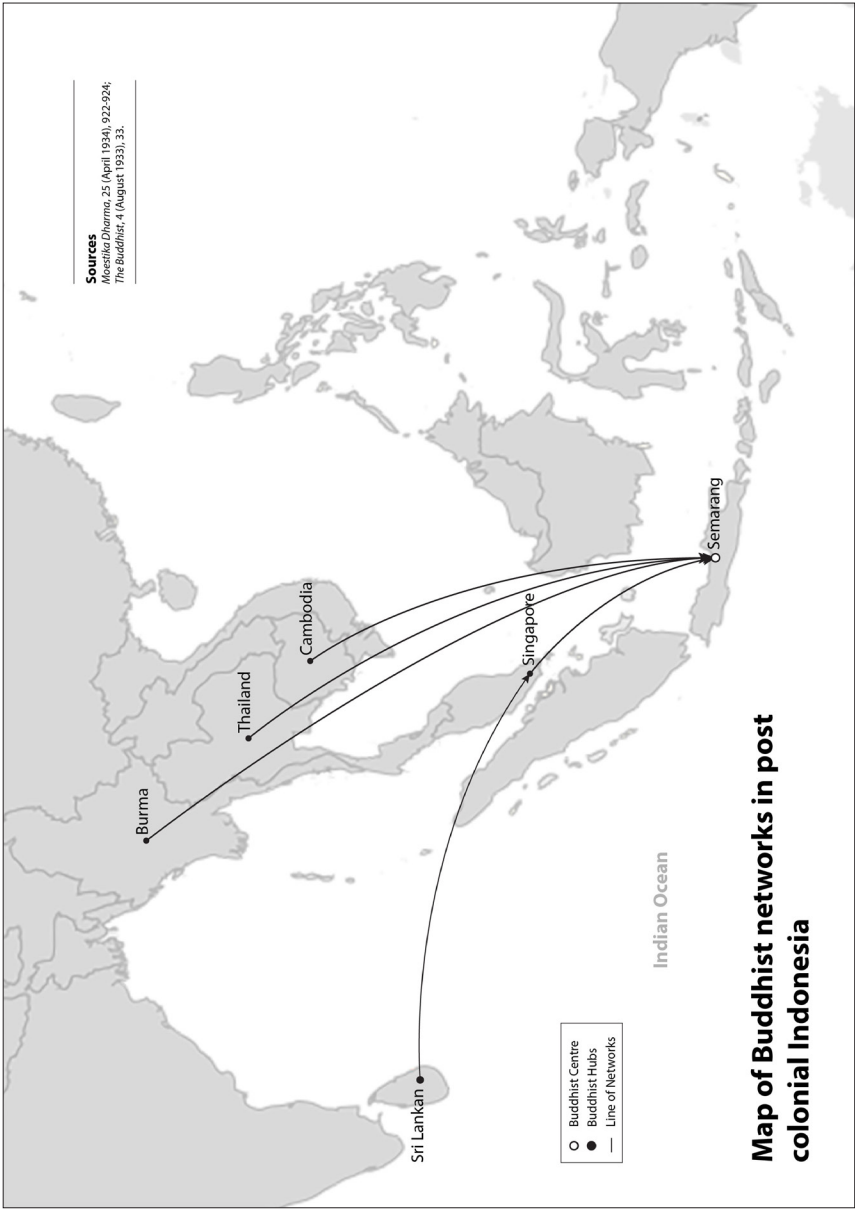 Sources
Moestika Dharma, 25 (April 1934), 922-924;
The Buddhist, 4 (August 1933), 33.
Burma
Thailand
Cambodia
Sri Lankan
Singapore
Semarang
Indian Ocean
Buddhist Centre
Buddhist Hubs
Line of Networks
Map of Buddhist networks in post
colonial Indonesia